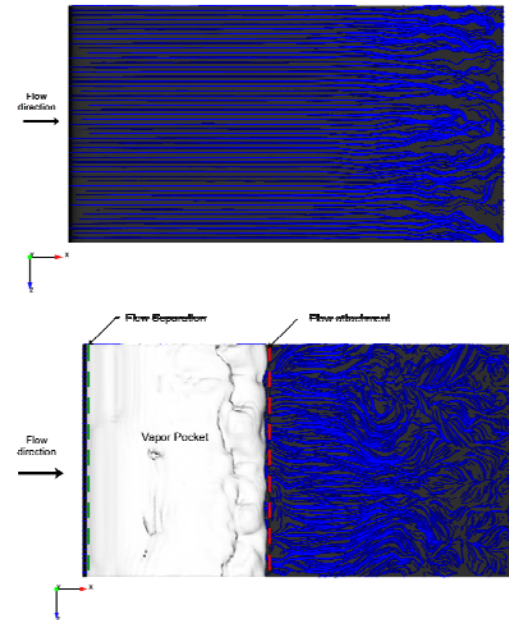 Flow
direction
x
z
Flow Separation
Flow attachment
Vapor Pocket
Flow
direction
x